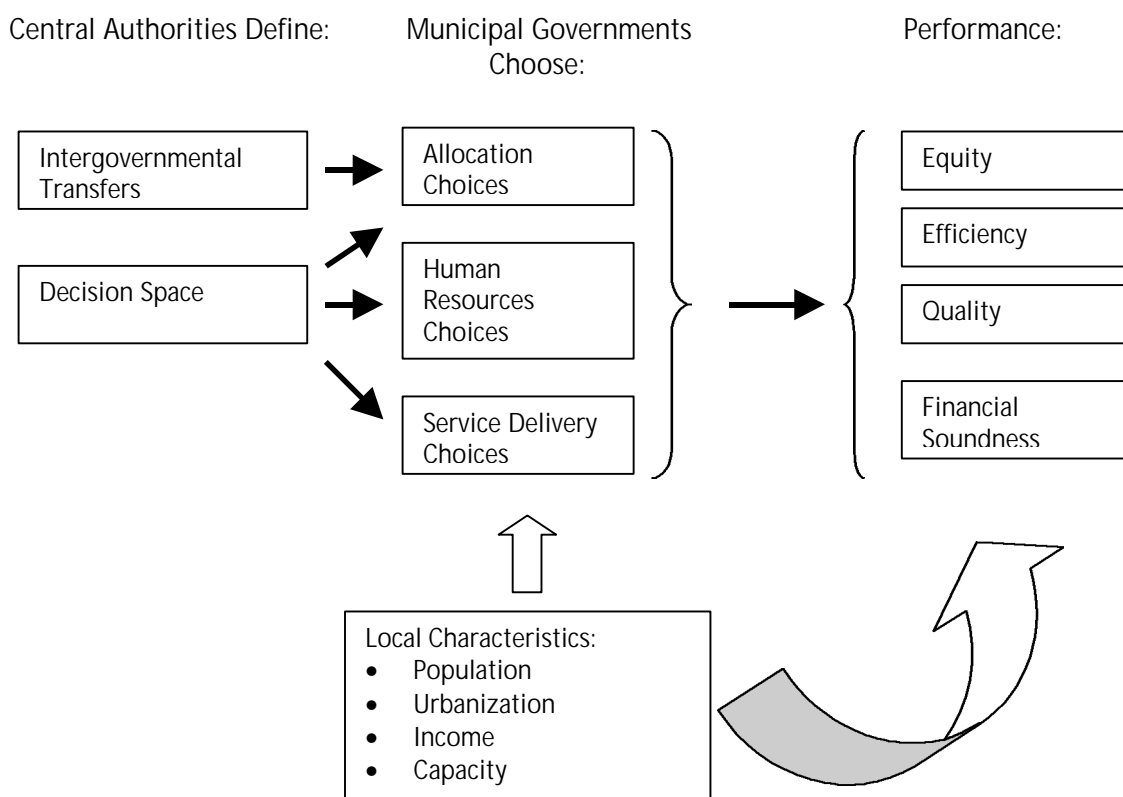 Central Authorities Define:
Municipal Governments
Choose:
Performance:
Intergovernmental
Transfers
Decision Space
Allocation
Choices
Human
Resources
Choices
Service Delivery
Choices
Equity
Efficiency
Quality
Financial
Soundness
Local Characteristics:
• Population
• Urbanization
• Income
• Capacity